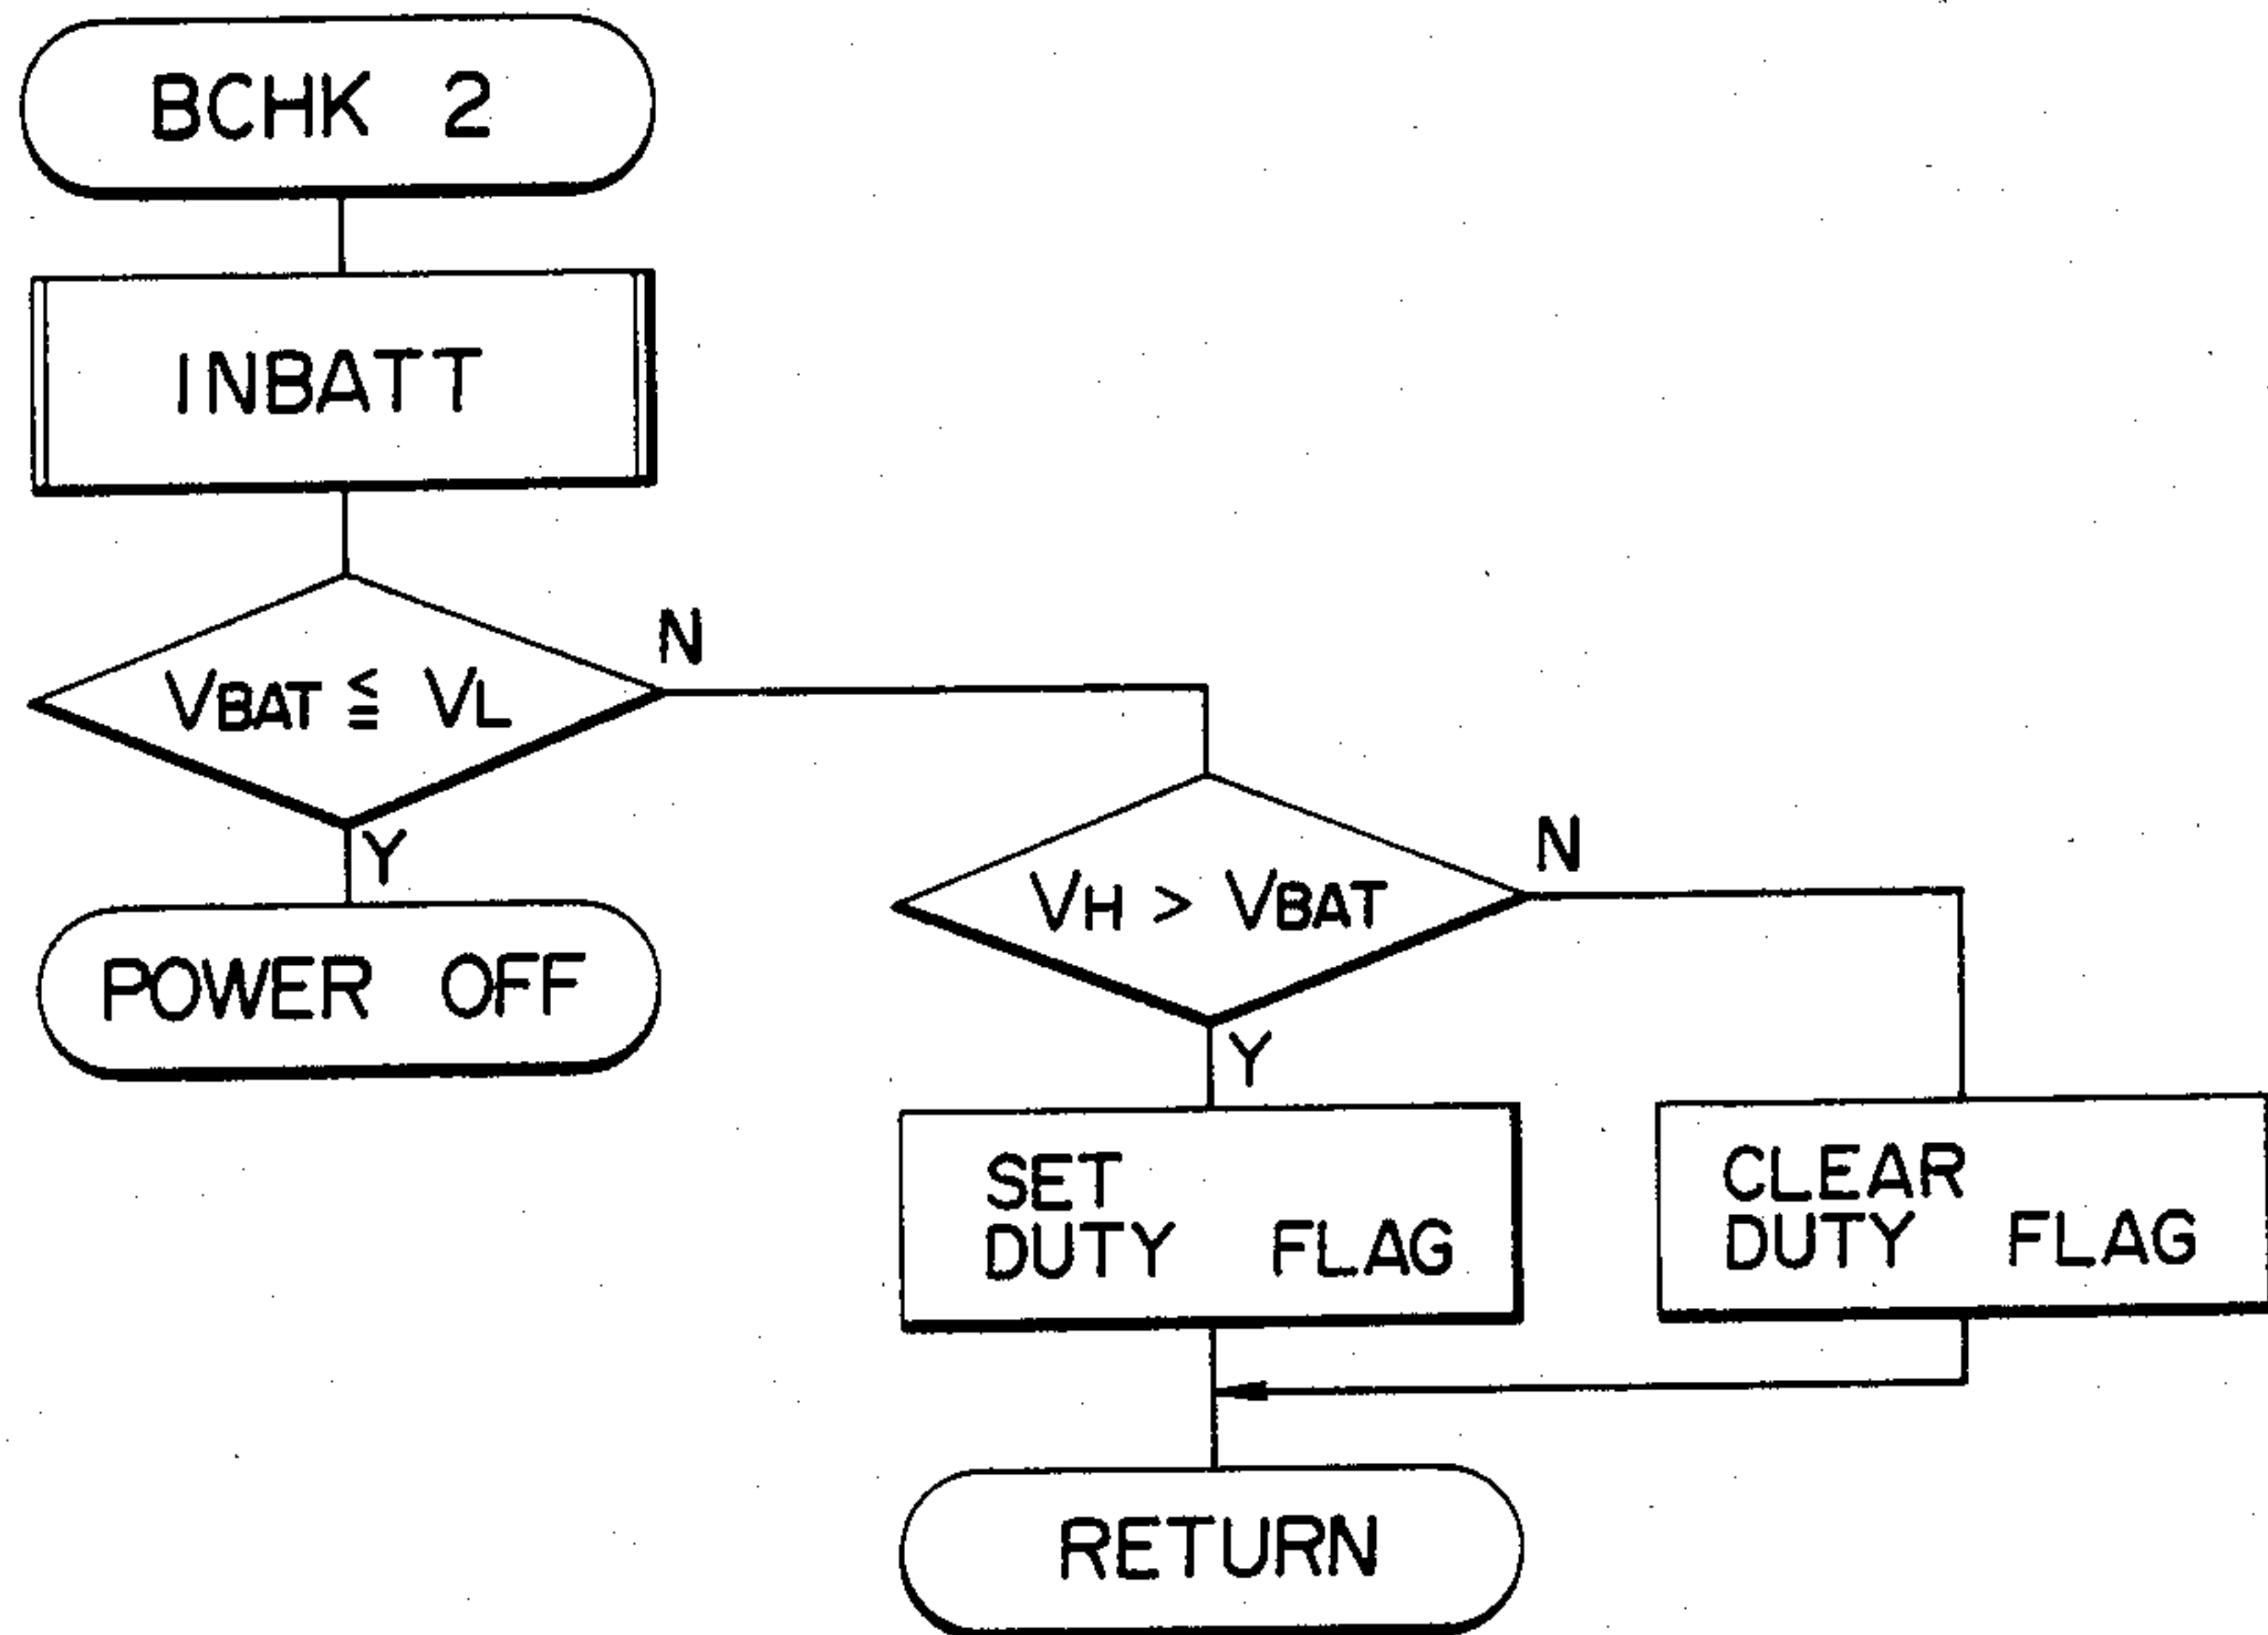 BCHK 2
INBATT
VBAT ≦ VL
N
Y
POWER OFF
VH > VBAT
N
Y
SET
DUTY FLAG
CLEAR
DUTY FLAG
RETURN